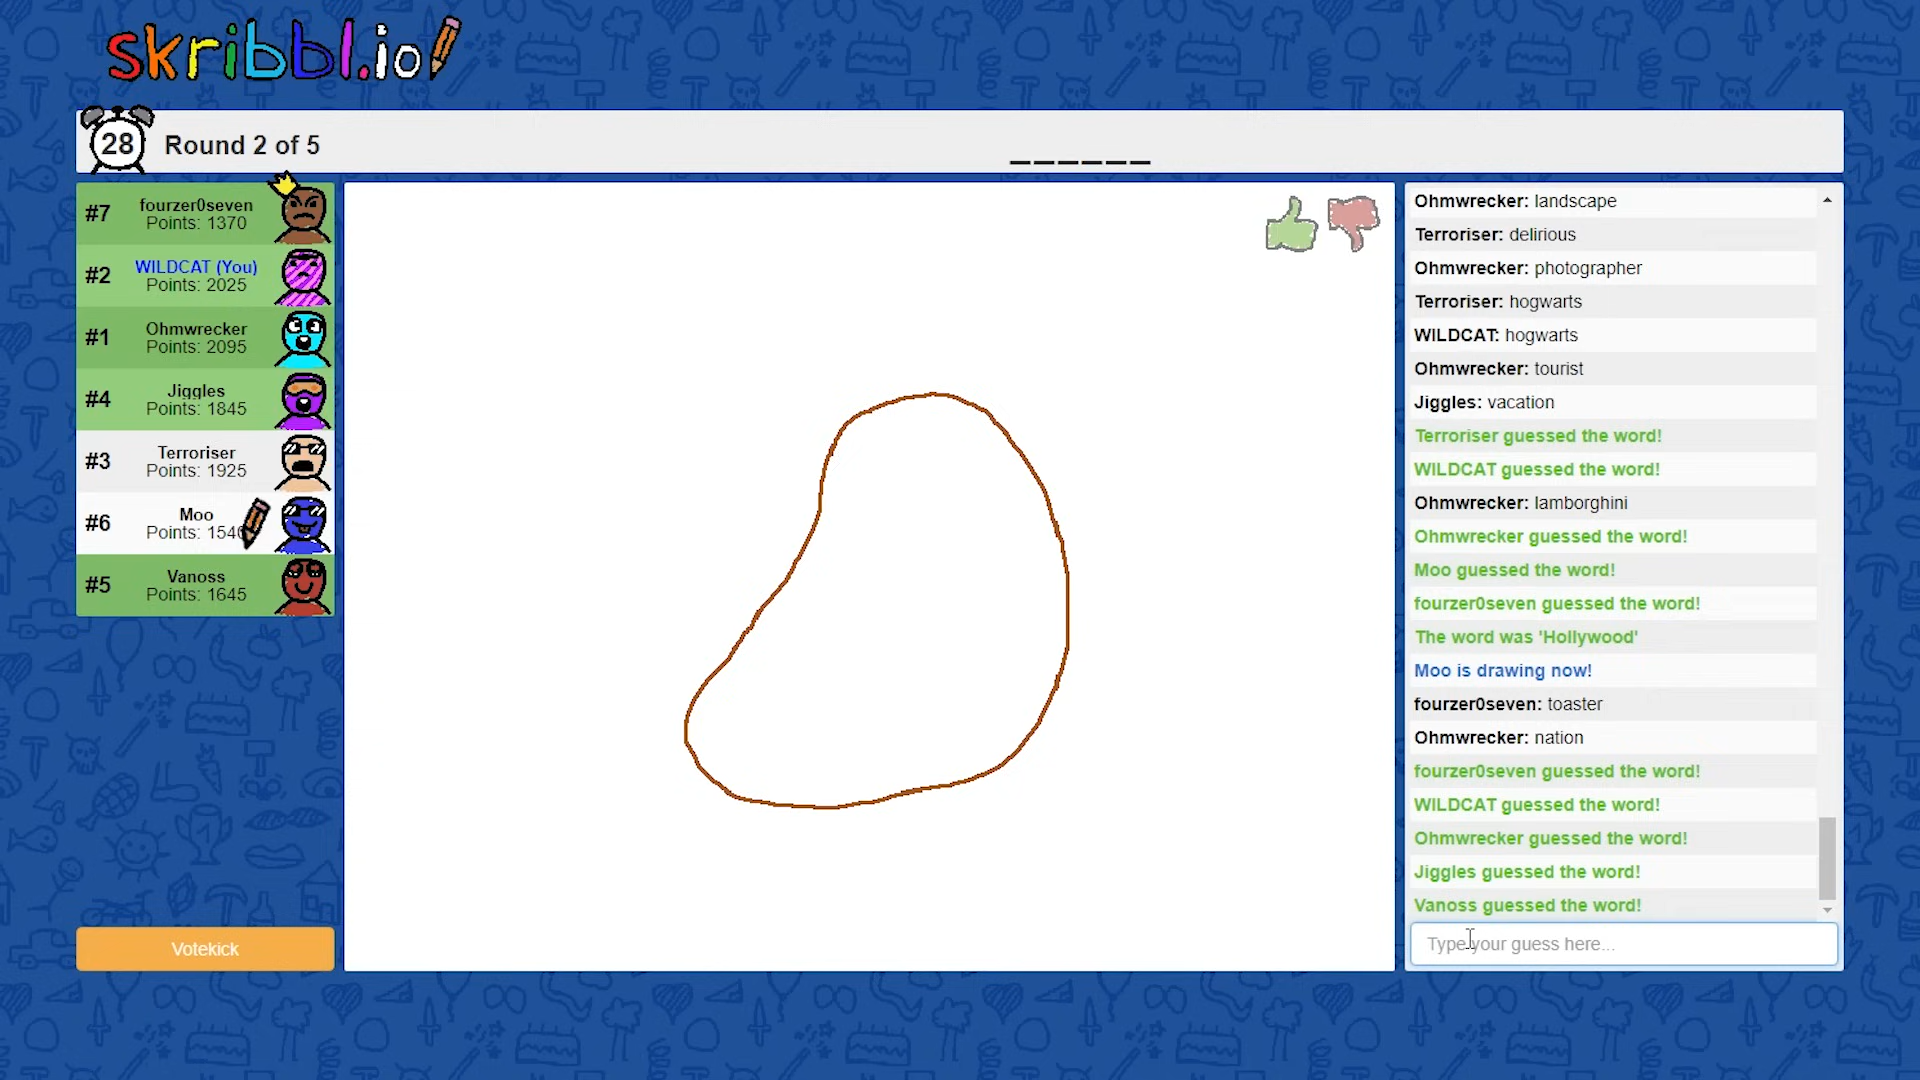 skribbl.io
28
Round 2 of 5
______
#7
fourzer0seven
Points: 1370
#2
WILDCAT (You)
Points: 2025
#1
Ohmwrecker
Points: 2095
#4
Jiggles
Points: 1845
#3
Terroriser
Points: 1925
#6
Moo
Points: 1540
#5
Vanoss
Points: 1645
Votekick
Ohmwrecker: landscape
Terroriser: delirious
Ohmwrecker: photographer
Terroriser: hogwarts
WILDCAT: hogwarts
Ohmwrecker: tourist
Jiggles: vacation
Terroriser guessed the word!
WILDCAT guessed the word!
Ohmwrecker: lamborghini
Ohmwrecker guessed the word!
Moo guessed the word!
fourzer0seven guessed the word!
The word was 'Hollywood'
Moo is drawing now!
fourzer0seven: toaster
Ohmwrecker: nation
fourzer0seven guessed the word!
WILDCAT guessed the word!
Ohmwrecker guessed the word!
Jiggles guessed the word!
Vanoss guessed the word!
Type your guess here...